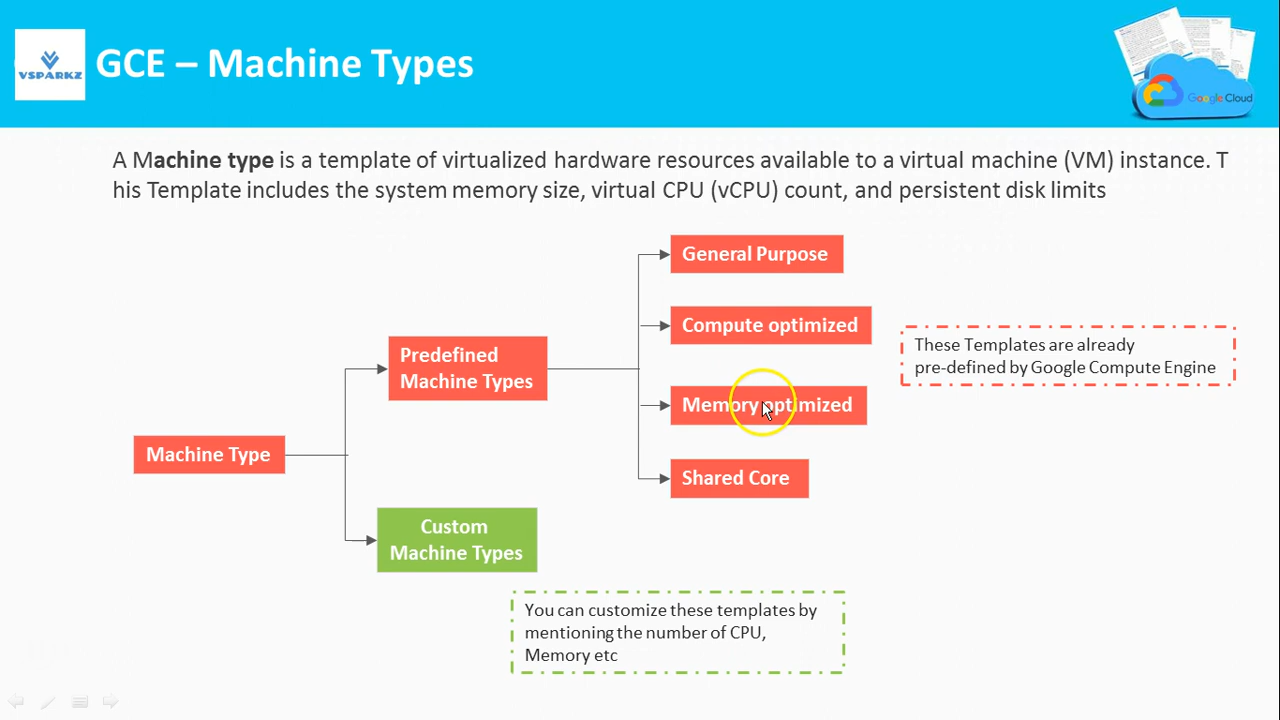 VSPARKZ
GCE – Machine Types
Google Cloud
A Machine type is a template of virtualized hardware resources available to a virtual machine (VM) instance. T
his Template includes the system memory size, virtual CPU (vCPU) count, and persistent disk limits
General Purpose
Compute optimized
These Templates are already
pre-defined by Google Compute Engine
Predefined
Machine Types
Memory optimized
Machine Type
Shared Core
Custom
Machine Types
You can customize these templates by
mentioning the number of CPU,
Memory etc